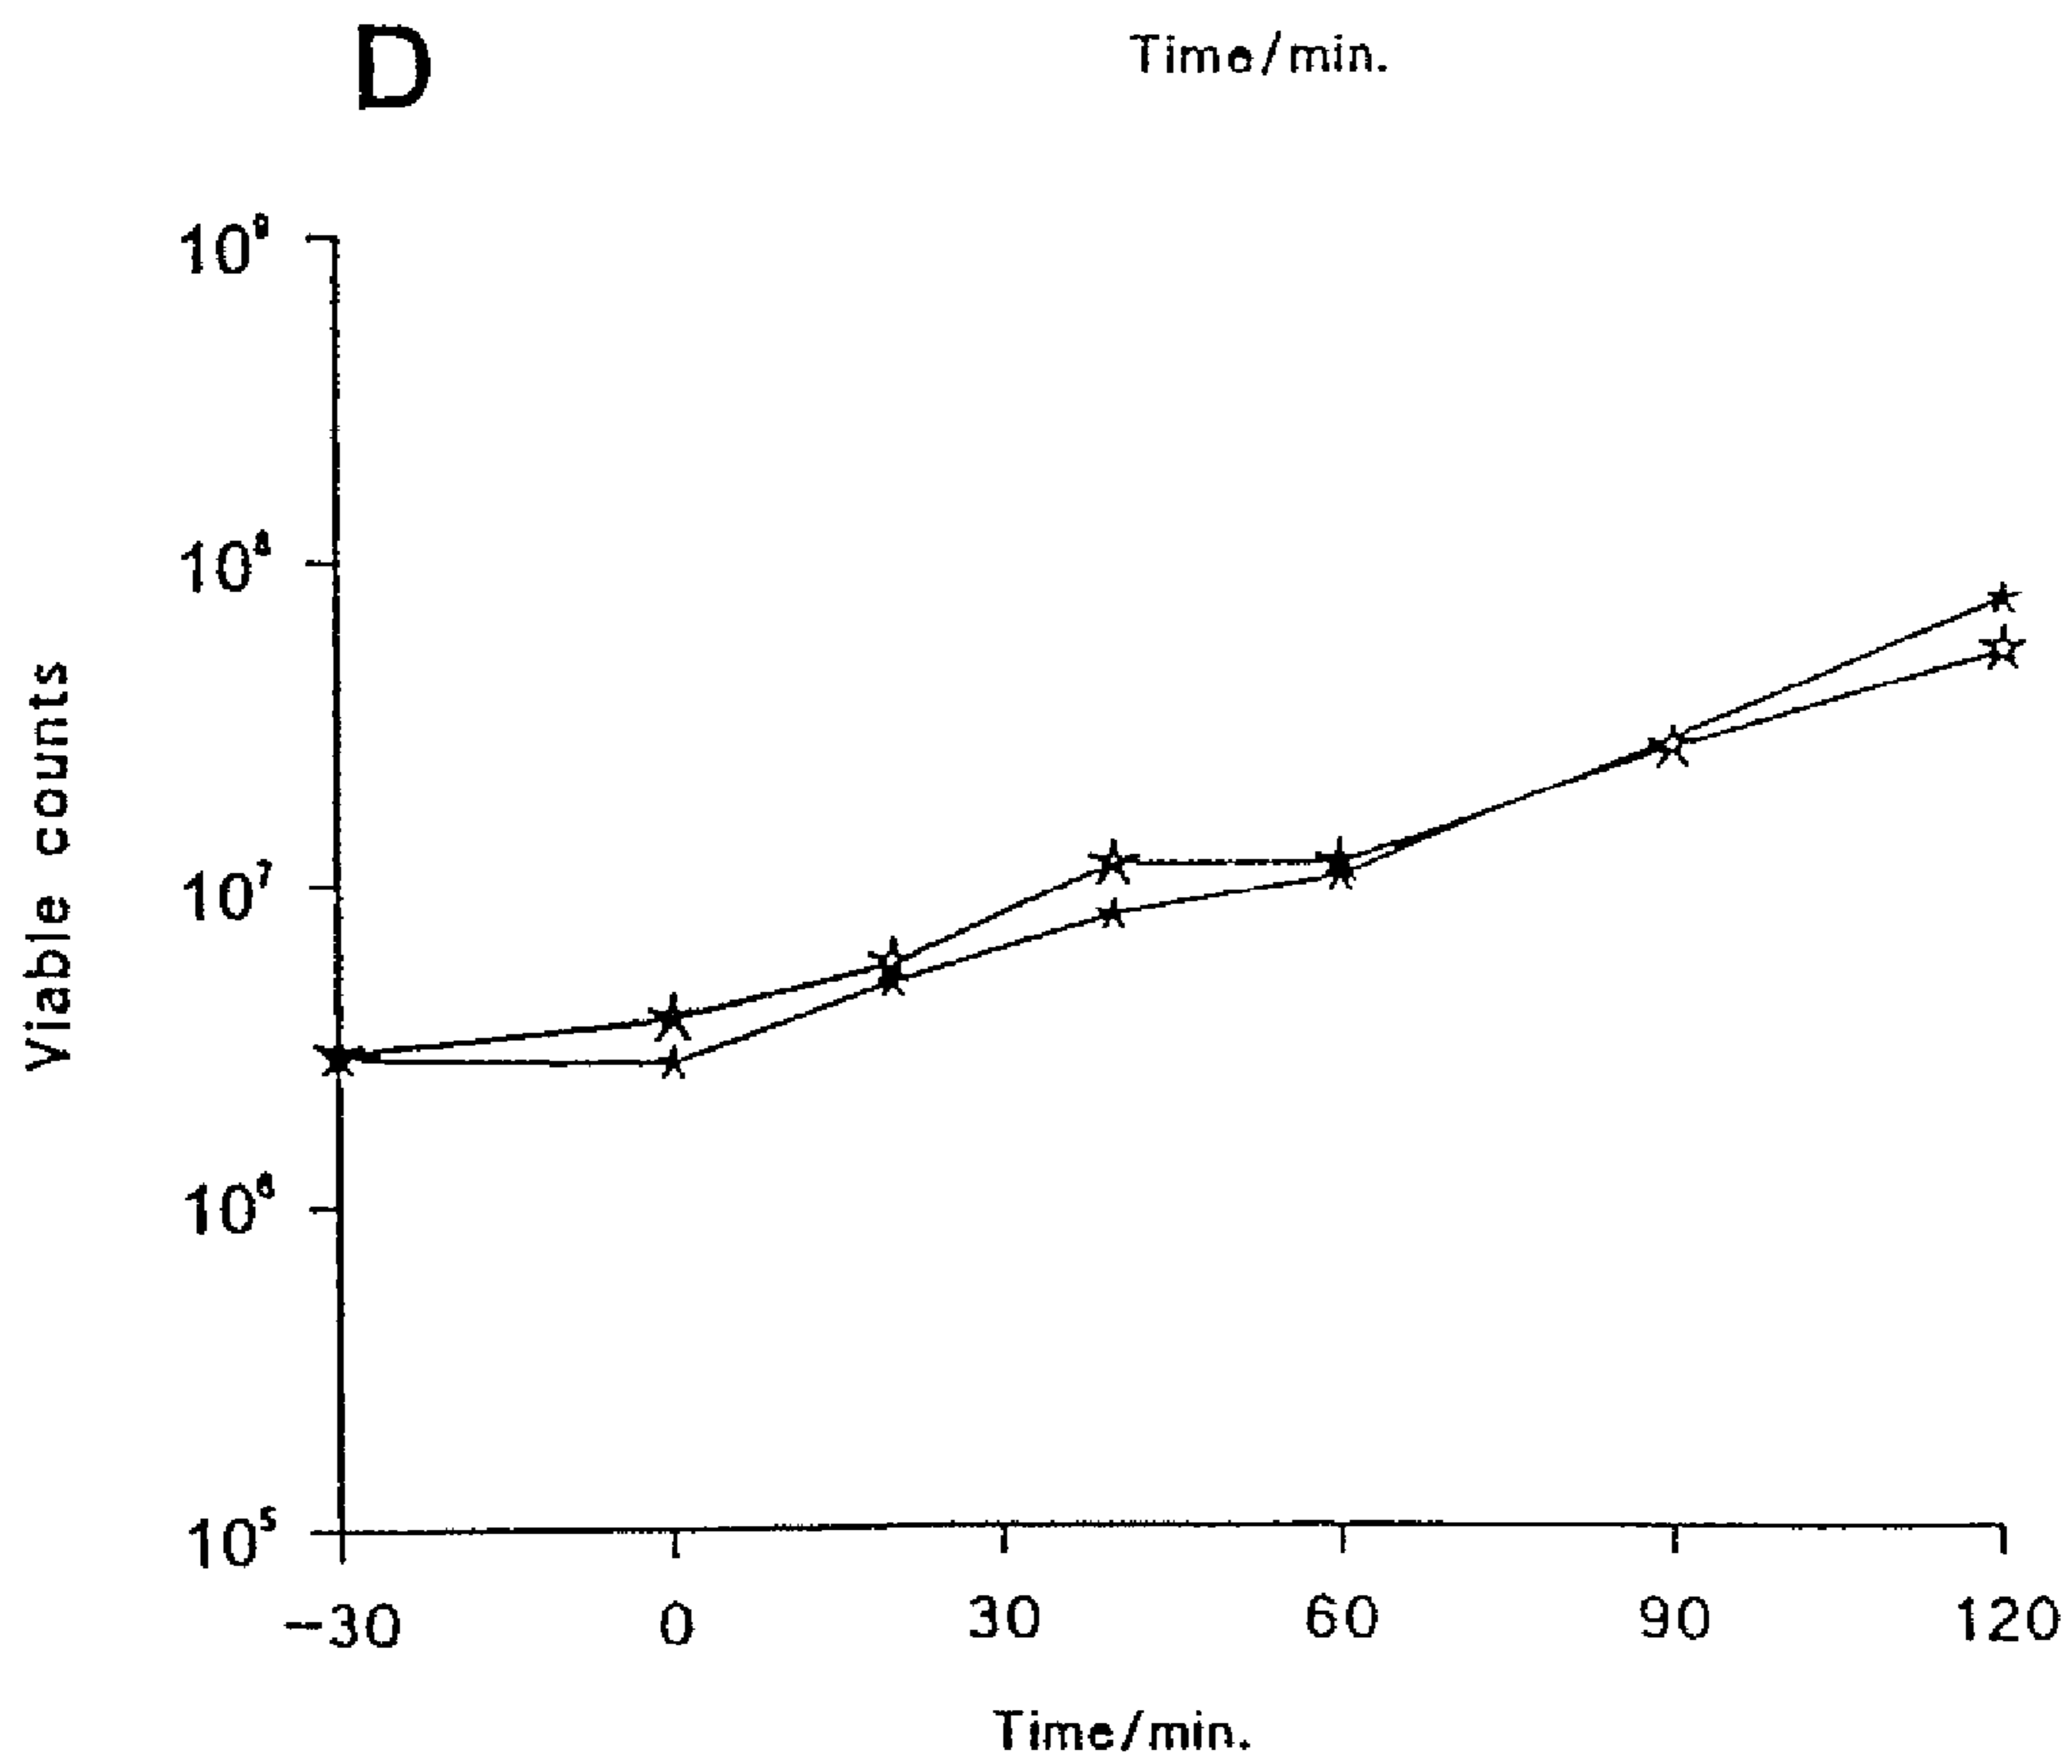 D
Time/min.
Viable counts
10⁹
10⁸
10⁷
10⁶
10⁵
-30 0 30 60 90 120
Time/min.